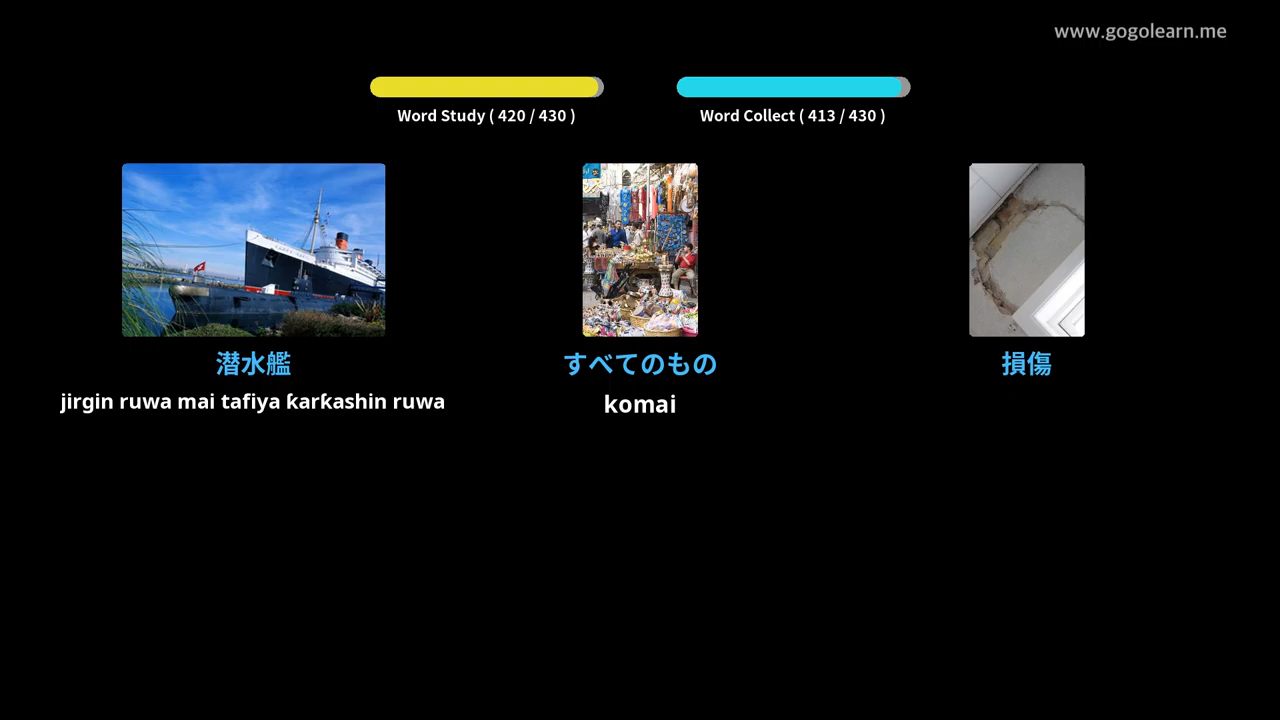 www.gogolearn.me
Word Study ( 420 / 430 )
Word Collect ( 413 / 430 )
潜水艦
すべてのもの
損傷
jirgin ruwa mai tafiya ƙarƙashin ruwa
komai